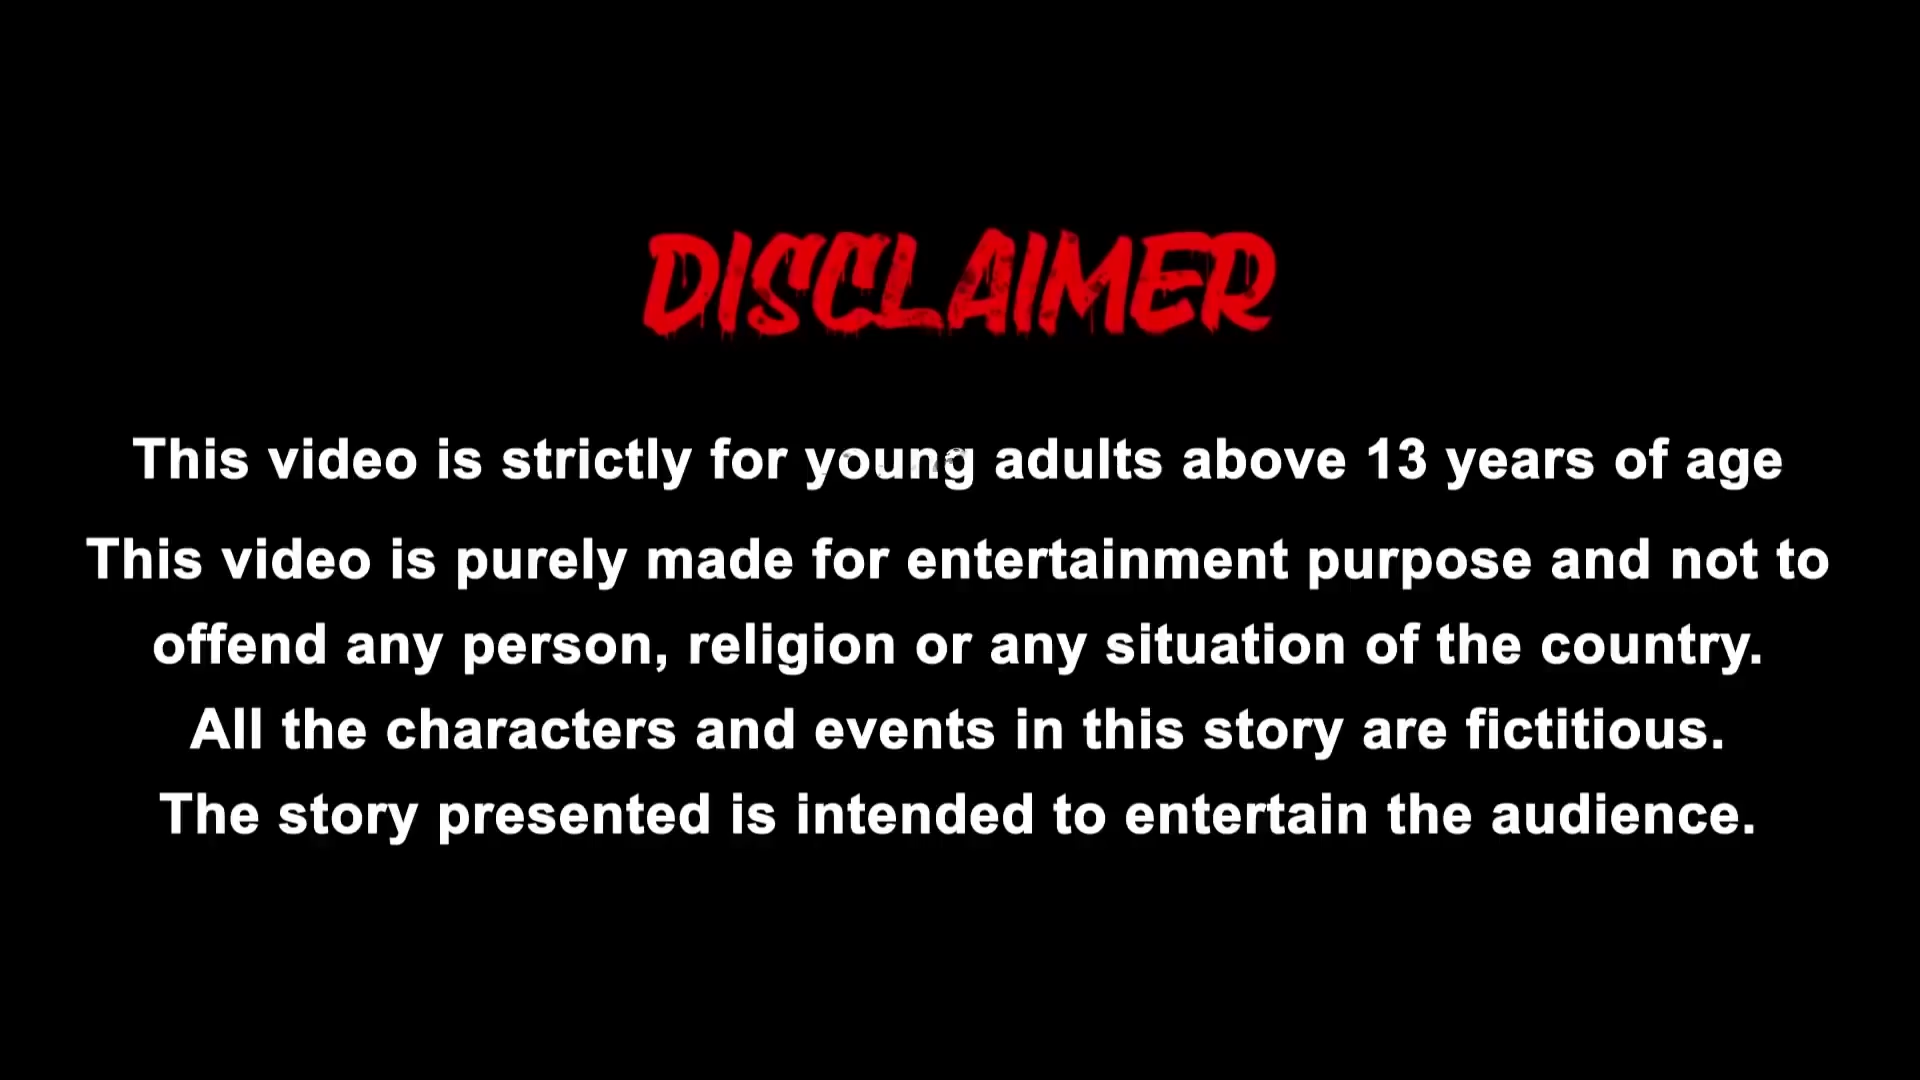 DISCLAIMER
This video is strictly for young adults above 13 years of age
This video is purely made for entertainment purpose and not to
offend any person, religion or any situation of the country.
All the characters and events in this story are fictitious.
The story presented is intended to entertain the audience.